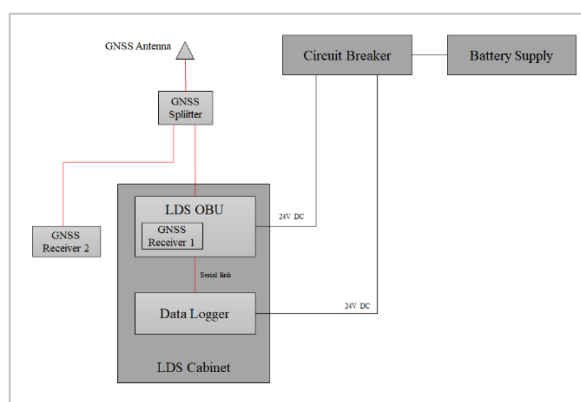 GNSS Antenna
Circuit Breaker
Battery Supply
GNSS
Spliitter
LDS OBU
GNSS
Receiver 1
24V DC
GNSS
Receiver 2
Serial link
Data Logger
24V DC
LDS Cabinet